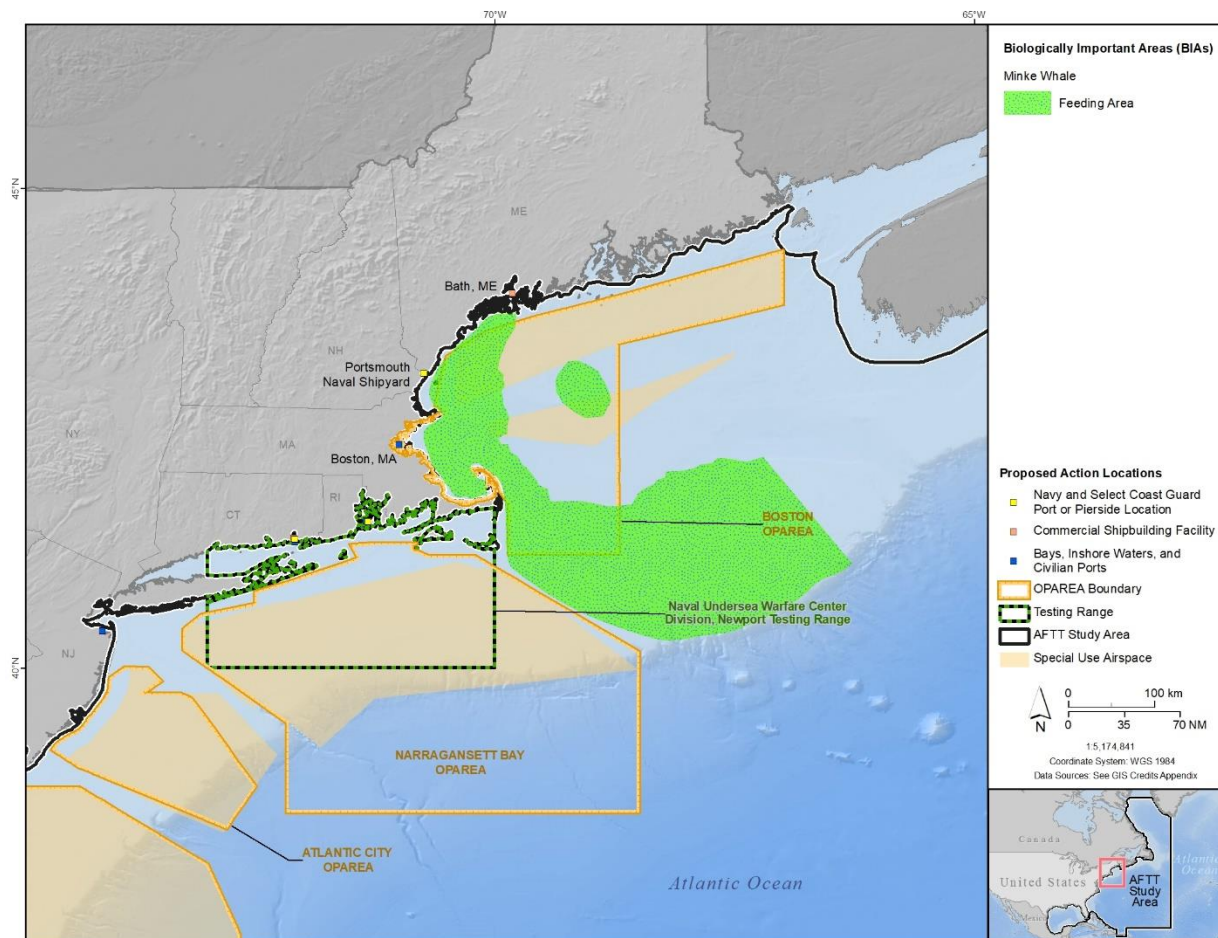 70°W
65°W
45°N
40°N
ME
Bath, ME
NH
Portsmouth
Naval Shipyard
NY
MA
Boston, MA
RI
CT
BOSTON
OPAREA
Naval Undersea Warfare Center
Division, Newport Testing Range
NJ
NARRAGANSETT BAY
OPAREA
ATLANTIC CITY
OPAREA
Atlantic Ocean
Biologically Important Areas (BIAs)
Minke Whale
Feeding Area
Proposed Action Locations
Navy and Select Coast Guard
Port or Pierside Location
Commercial Shipbuilding Facility
Bays, Inshore Waters, and
Civilian Ports
OPAREA Boundary
Testing Range
AFTT Study Area
Special Use Airspace
0 100 km
0 35 70 NM
N
1:5,174,841
Coordinate System: WGS 1984
Data Sources: See GIS Credits Appendix
Canada
United States
Atlantic
Ocean
AFTT
Study
Area
Mexico